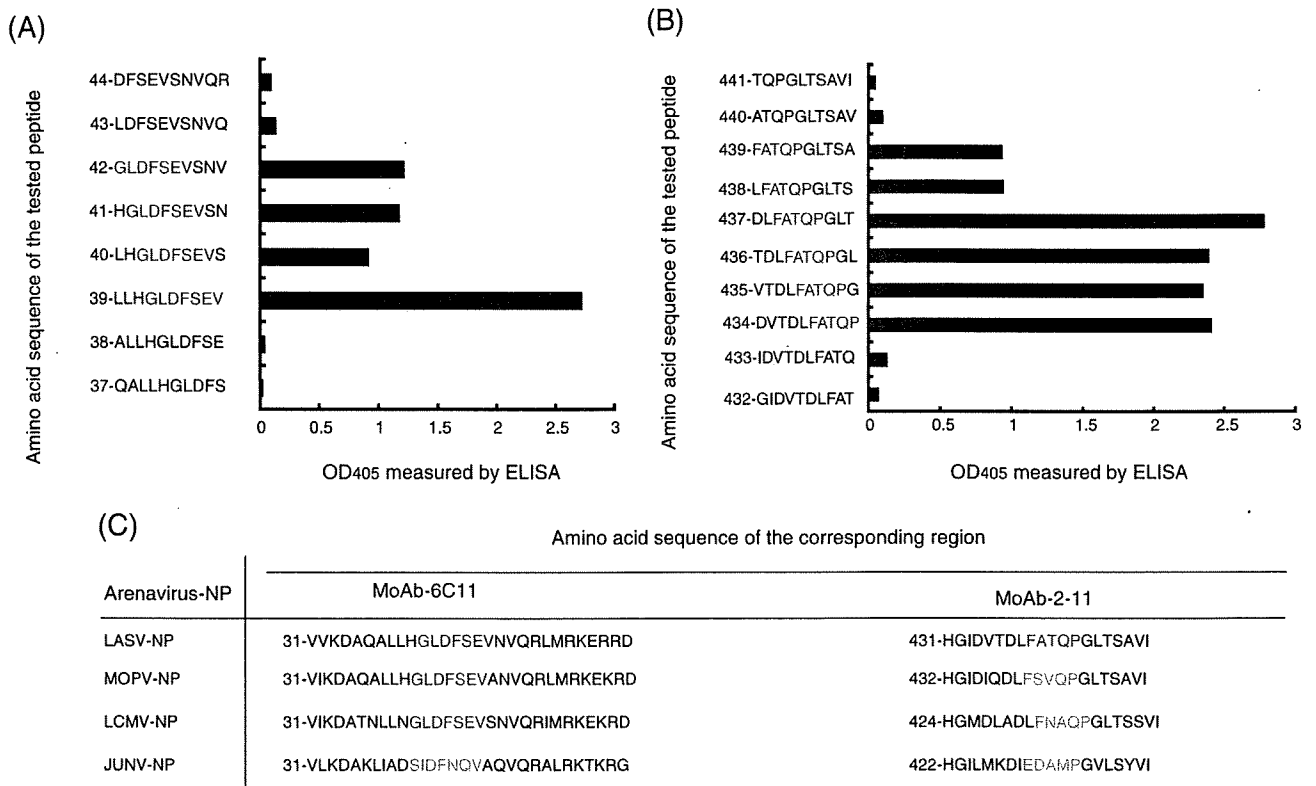 (A)
Amino acid sequence of the tested peptide
44-DFSEVSNVQR
43-LDFSEVSNVQ
42-GLDFSEVSNV
41-HGLDFSEVSN
40-LHGLDFSEVS
39-LLHGLDFSEV
38-ALLHGLDFSE
37-QALLHGLDFS
0 0.5 1 1.5 2 2.5 3
OD405 measured by ELISA
(B)
Amino acid sequence of the tested peptide
441-TQPGLTSAVI
440-ATQPGLTSAV
439-FATQPGLTSA
438-LFATQPGLTS
437-DLFATQPGLT
436-TDLFATQPGL
435-VTDLFATQPG
434-DVTDLFATQP
433-IDVTDLFATQ
432-GIDVTDLFAT
0 0.5 1 1.5 2 2.5 3
OD405 measured by ELISA
(C)
Amino acid sequence of the corresponding region
Arenavirus-NP MoAb-6C11 MoAb-2-11
LASV-NP 31-VVKDAQALLHGLDFSEVNVQRLMRKERRD 431-HGIDVTDLFATQPGLTSAVI
MOPV-NP 31-VIKDAQALLHGLDFSEVANVQRLMRKEKRD 432-HGIDIQDLFSVQPGLTSAVI
LCMV-NP 31-VIKDATNLLNGLDFSEVSNVQRIMRKEKRD 424-HGMDLADLFNAQPGLTSSVI
JUNV-NP 31-VLKDAKLIADSIDFNQVAQVQRALRKTKRG 422-HGILMKDIEDAMPGVLSYVI